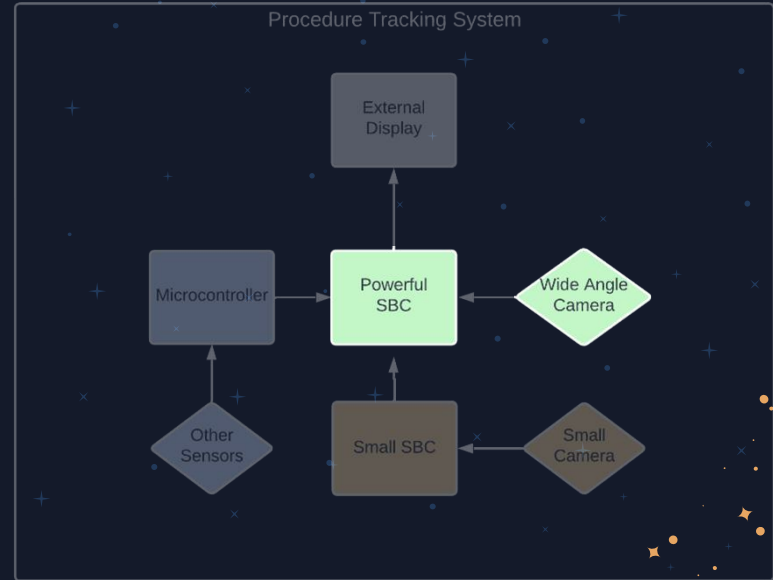 Procedure Tracking System
External
Display
Microcontroller
Powerful
SBC
Wide Angle
Camera
Other
Sensors
Small SBC
Small
Camera